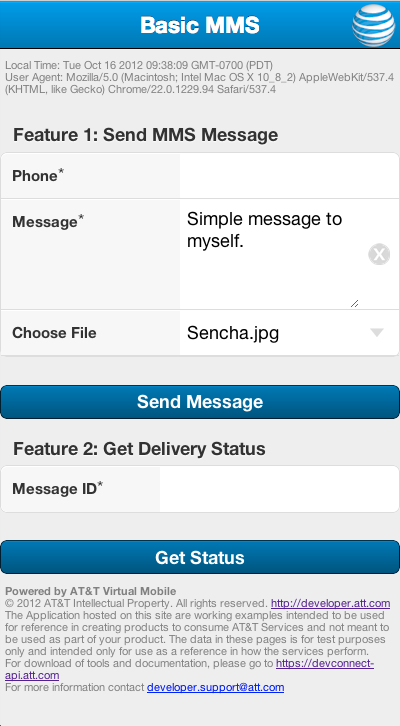 Basic MMS
Local Time: Tue Oct 16 2012 09:38:09 GMT-0700 (PDT)
User Agent: Mozilla/5.0 (Macintosh; Intel Mac OS X 10_8_2) AppleWebKit/537.4
(KHTML, like Gecko) Chrome/22.0.1229.94 Safari/537.4
Feature 1: Send MMS Message
Phone*
Message*
Simple message to
myself.
Choose File
Sencha.jpg
Send Message
Feature 2: Get Delivery Status
Message ID*
Get Status
Powered by AT&T Virtual Mobile
© 2012 AT&T Intellectual Property. All rights reserved. http://developer.att.com
The Application hosted on this site are working examples intended to be used
for reference in creating products to consume AT&T Services and not meant to
be used as part of your product. The data in these pages is for test purposes
only and intended only for use as a reference in how the services perform.
For download of tools and documentation, please go to https://devconnect-
api.att.com
For more information contact developer.support@att.com